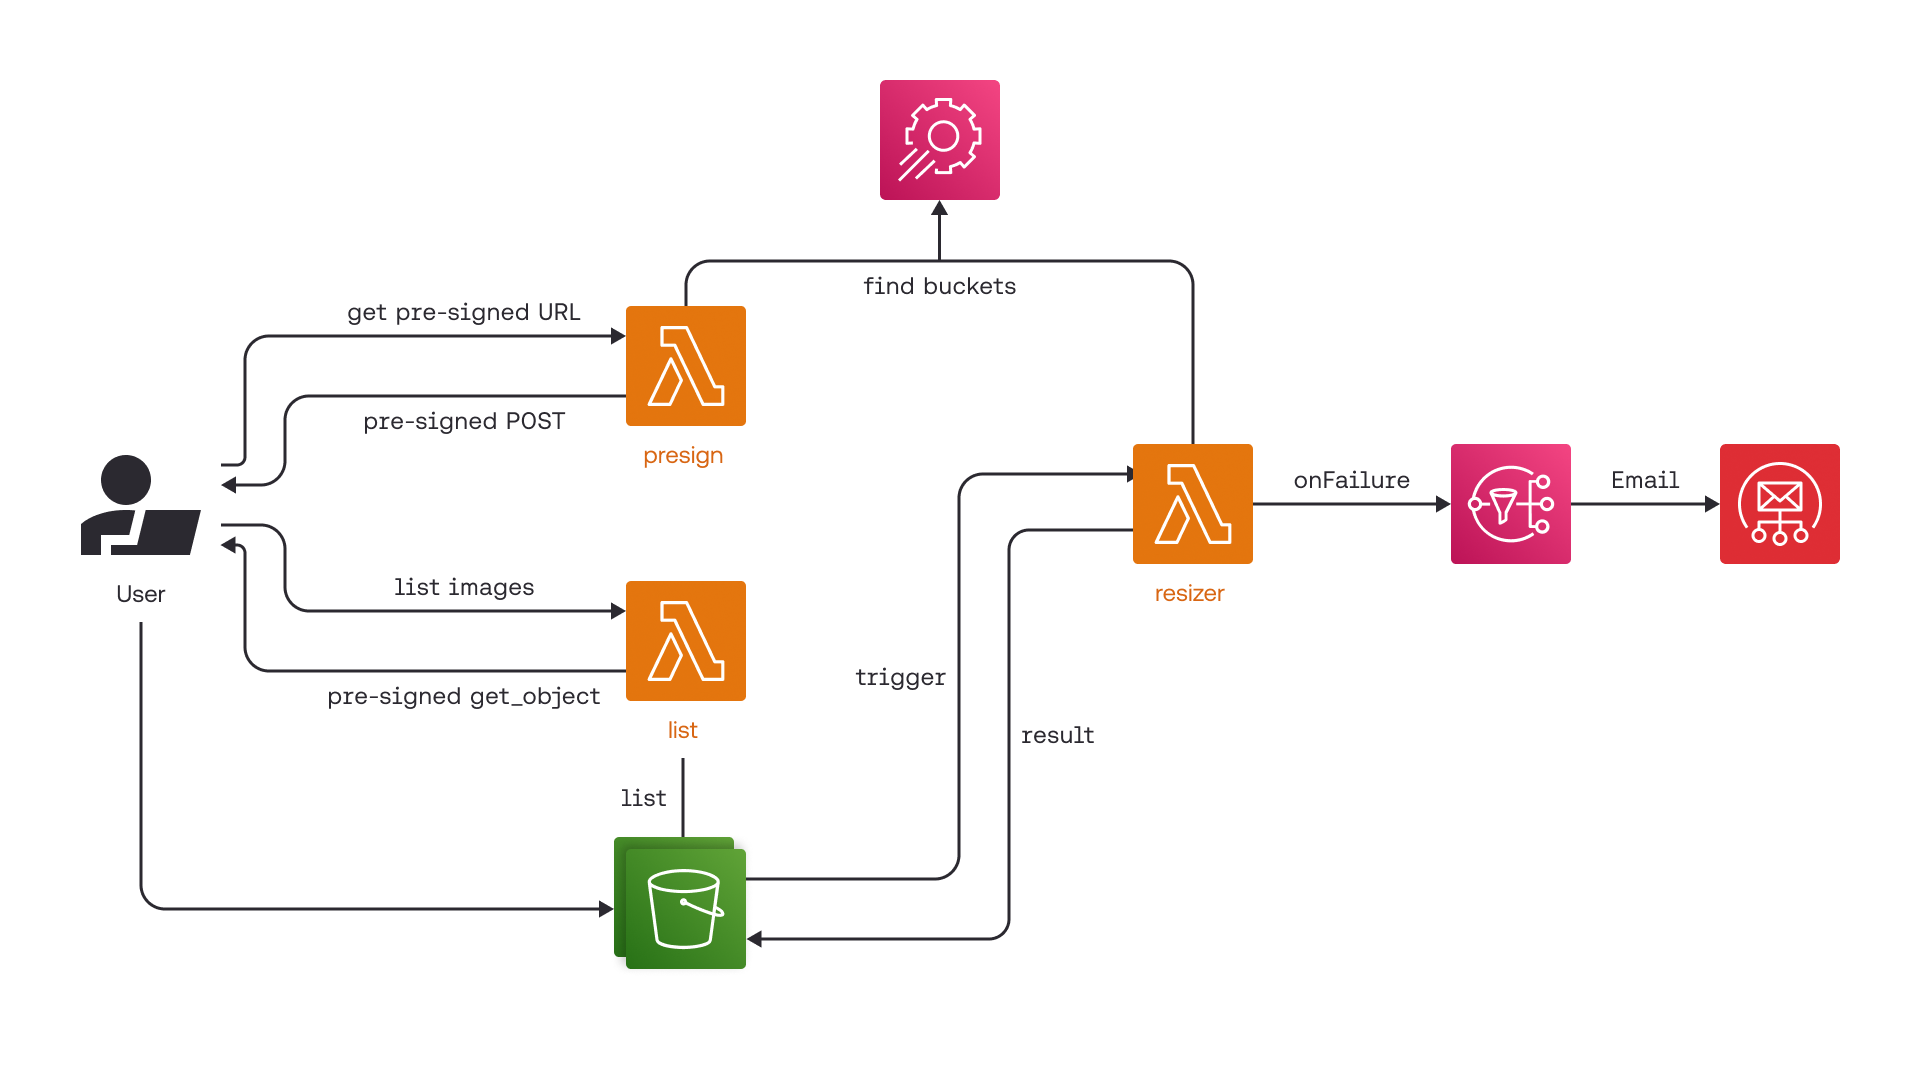 find buckets
get pre-signed URL
pre-signed POST
presign
User
list images
pre-signed get_object
list
list
trigger
result
resizer
onFailure
Email